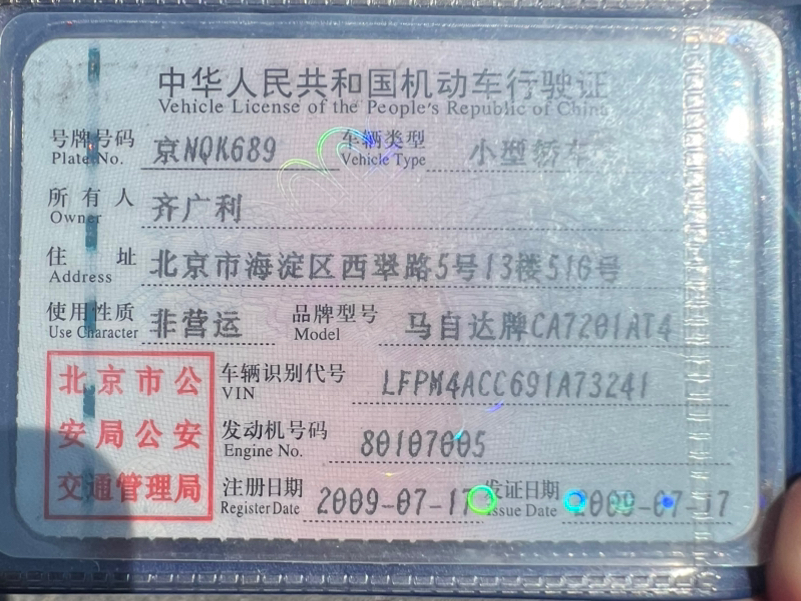 中华人民共和国机动车行驶证
Vehicle License of the People's Republic of China
号牌号码 京NQK689 车辆类型 小型轿车
Plate No. Vehicle Type
所有人 齐广利
Owner
住址 北京市海淀区西翠路5号13楼516号
Address
使用性质 非营运 品牌型号 马自达牌CA7201AT4
Use Character Model
车辆识别代号 LFPM4ACC691A73241
VIN
发动机号码 80107005
Engine No.
注册日期 2009-07-17 发证日期 2009-07-17
Register Date Issue Date
北京市公
安局公安
交通管理局